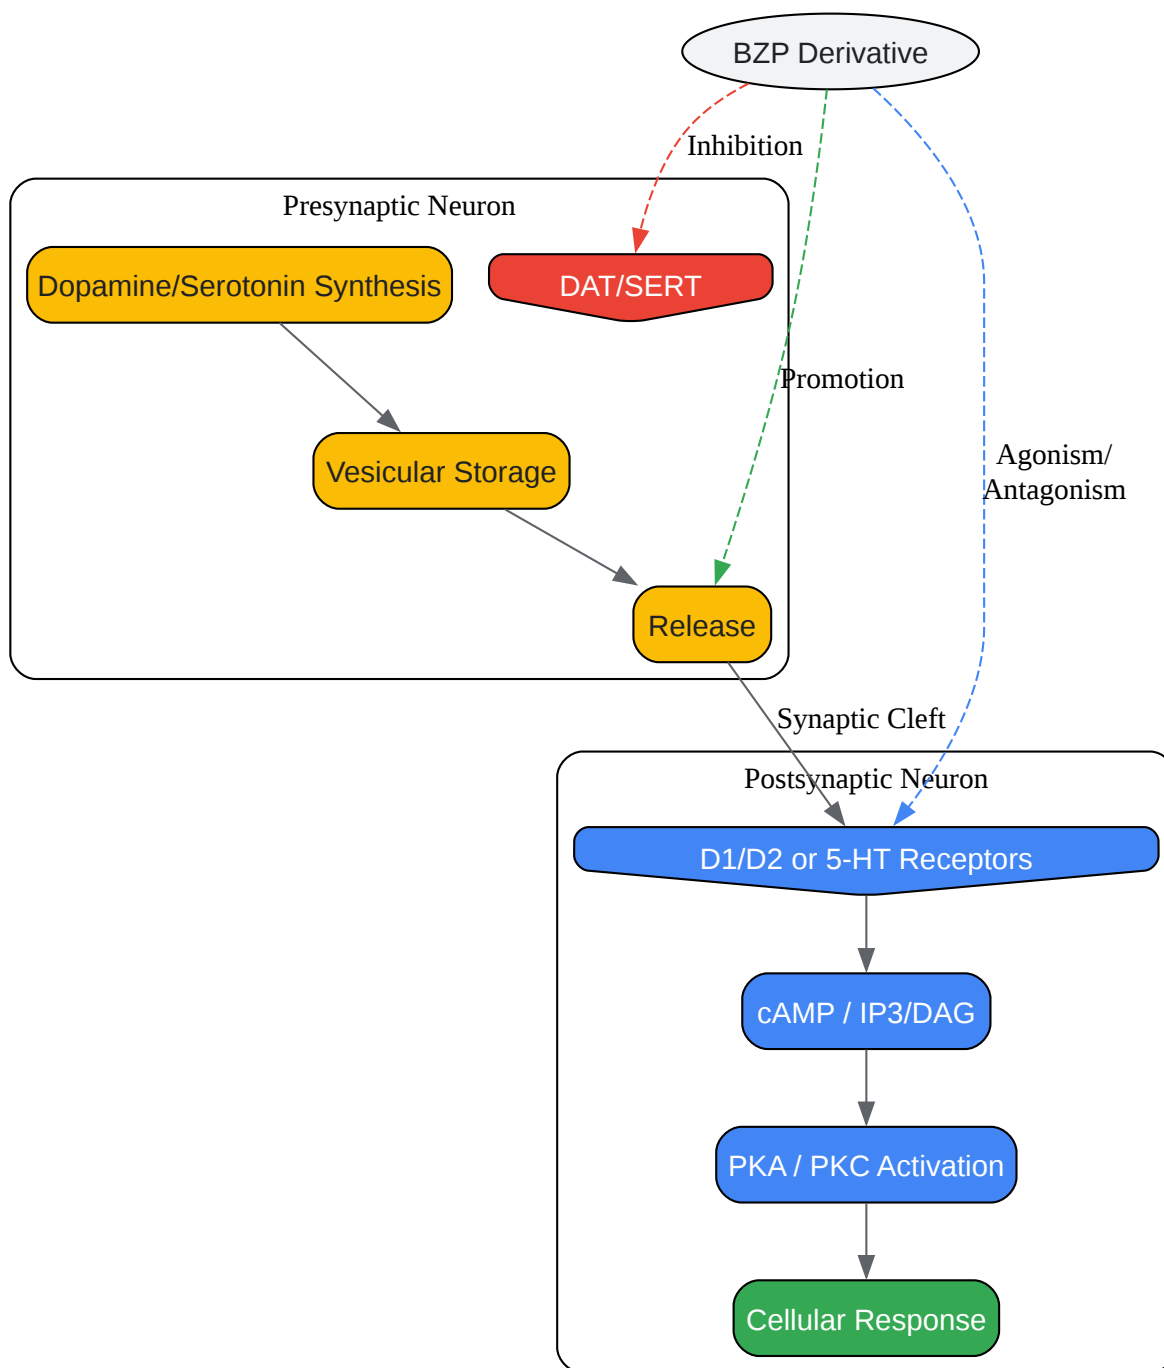 BZP Derivative
Inhibition
Presynaptic Neuron
Dopamine/Serotonin Synthesis
DAT/SERT
Promotion
Vesicular Storage
Agonism/
Antagonism
Release
Synaptic Cleft
Postsynaptic Neuron
D1/D2 or 5-HT Receptors
cAMP / IP3/DAG
PKA / PKC Activation
Cellular Response